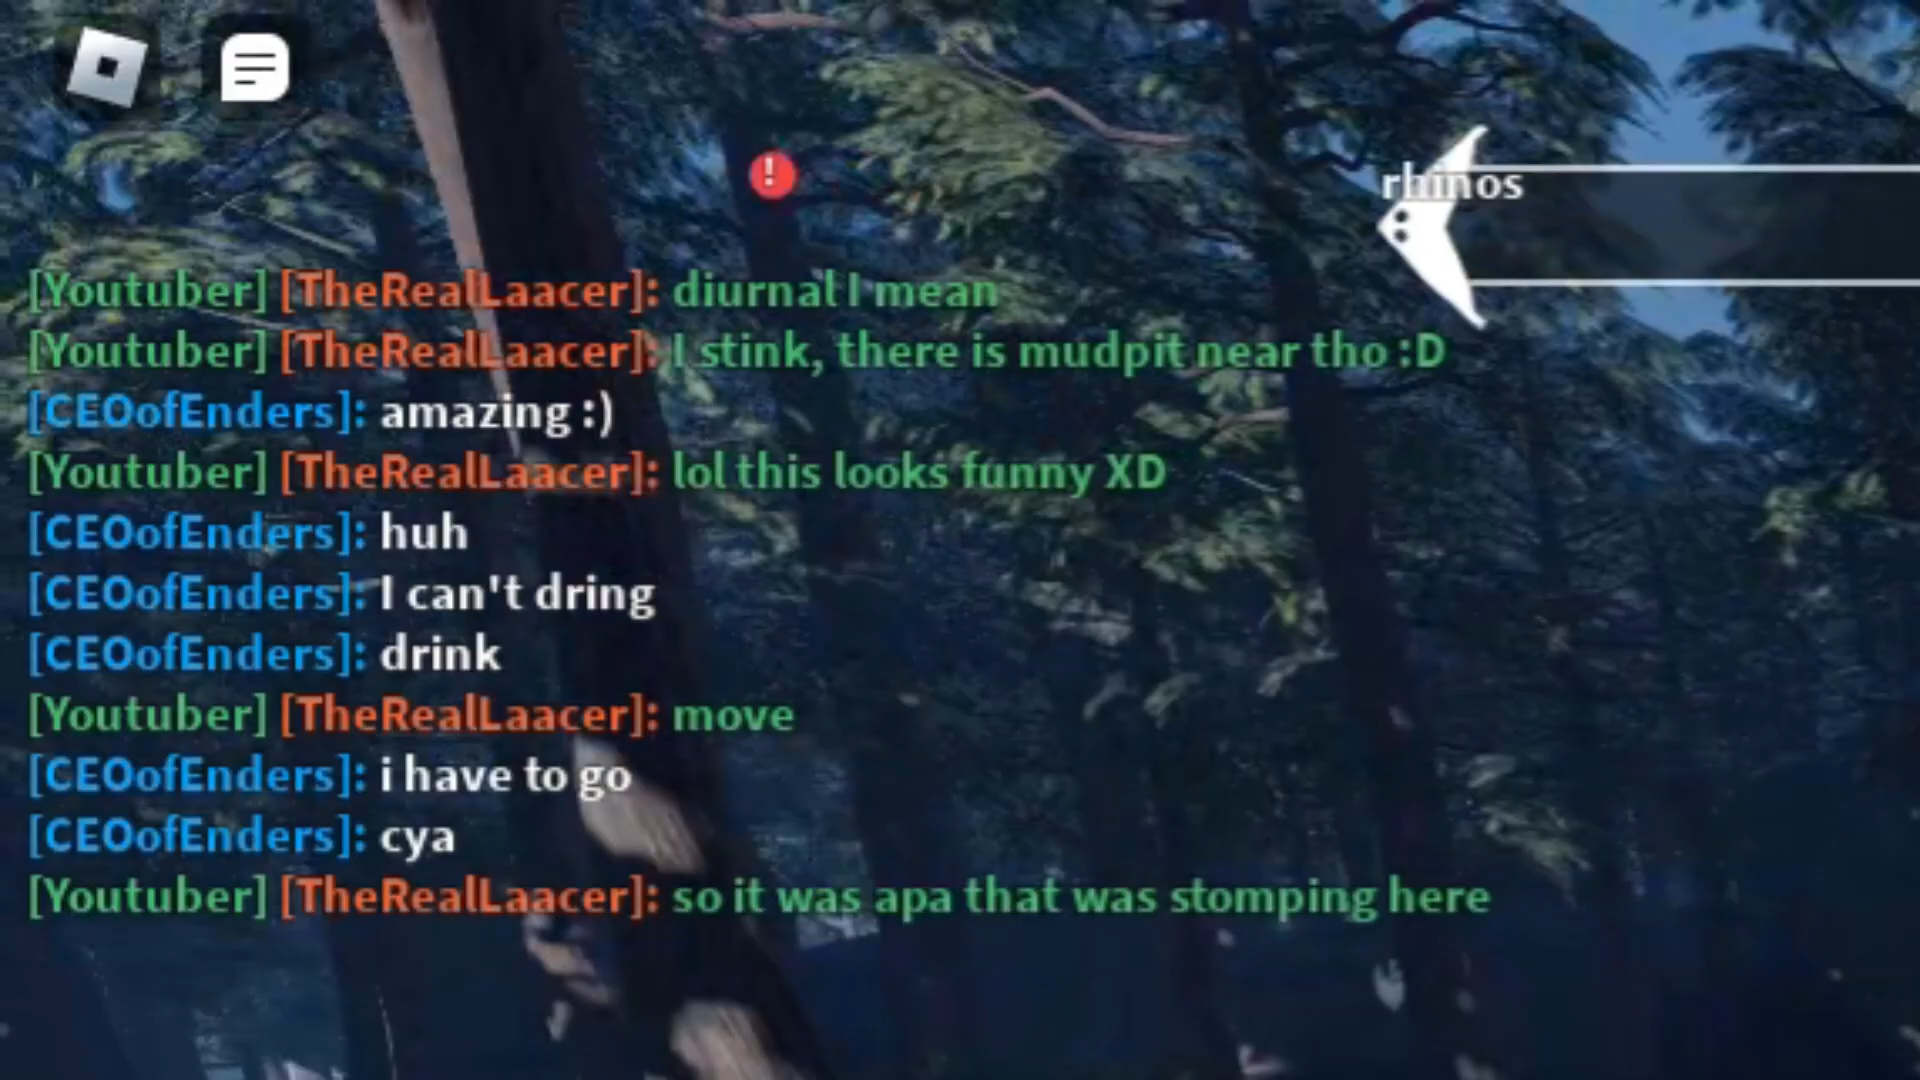 rhinos
[Youtuber] [TheRealLaacer]: diurnal I mean
[Youtuber] [TheRealLaacer]: I stink, there is mudpit near tho :D
[CEOofEnders]: amazing :)
[Youtuber] [TheRealLaacer]: lol this looks funny XD
[CEOofEnders]: huh
[CEOofEnders]: I can't dring
[CEOofEnders]: drink
[Youtuber] [TheRealLaacer]: move
[CEOofEnders]: i have to go
[CEOofEnders]: cya
[Youtuber] [TheRealLaacer]: so it was apa that was stomping here